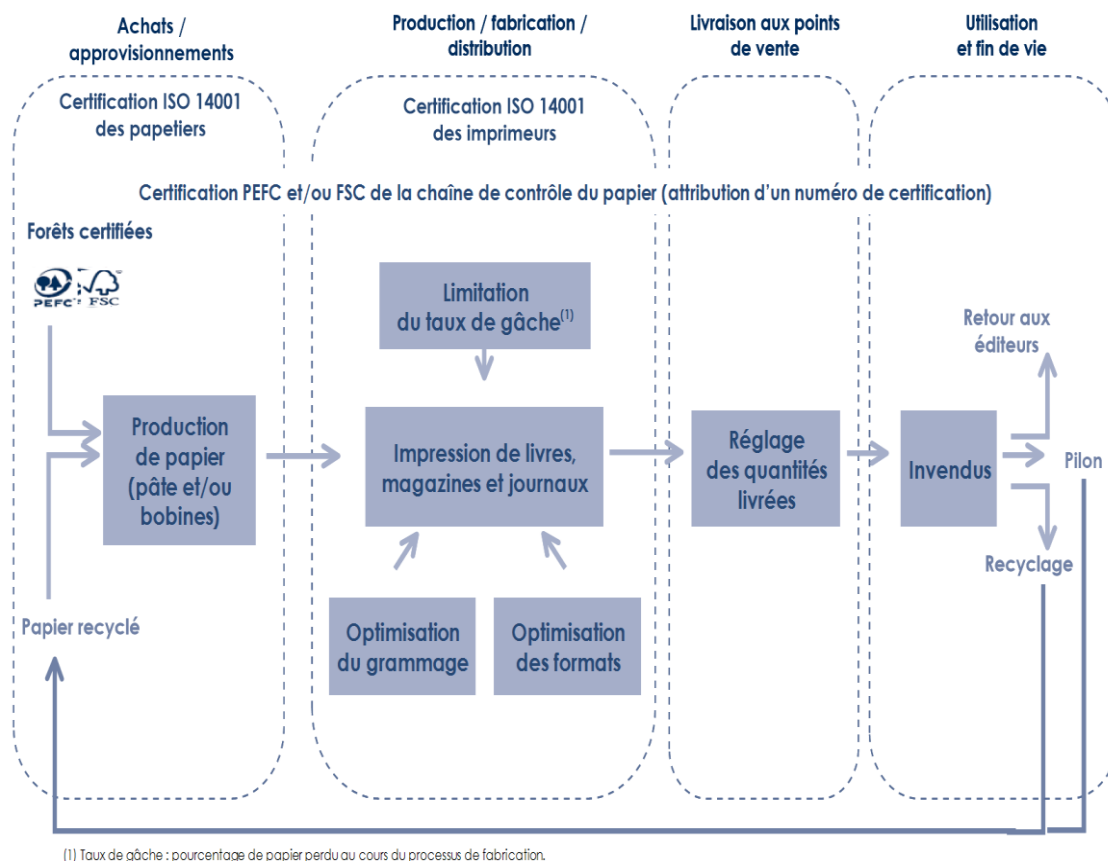 Achats /
approvisionnements
Production / fabrication /
distribution
Livraison aux points
de vente
Utilisation
et fin de vie
Certification ISO 14001
des papetiers
Certification ISO 14001
des imprimeurs
Certification PEFC et/ou FSC de la chaîne de contrôle du papier (attribution d'un numéro de certification)
Forêts certifiées
PEFC FSC
Limitation
du taux de gâche(1)
Retour aux
éditeurs
Production
de papier
(pâte et/ou
bobines)
Impression de livres,
magazines et journaux
Réglage
des quantités
livrées
Invendus
Pilon
Recyclage
Papier recyclé
Optimisation
du grammage
Optimisation
des formats
(1) Taux de gâche : pourcentage de papier perdu au cours du processus de fabrication.